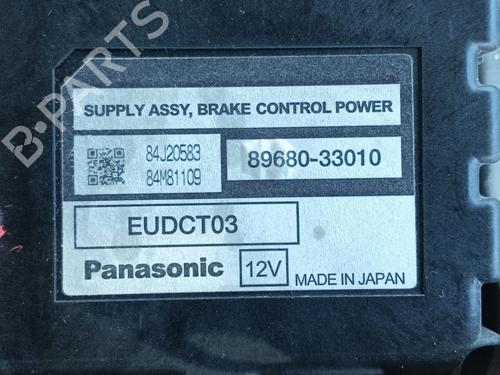 B-PARTS
SUPPLY ASSY, BRAKE CONTROL POWER
84J20583
84M81109
89680-33010
EUDCT03
Panasonic
12V
MADE IN JAPAN